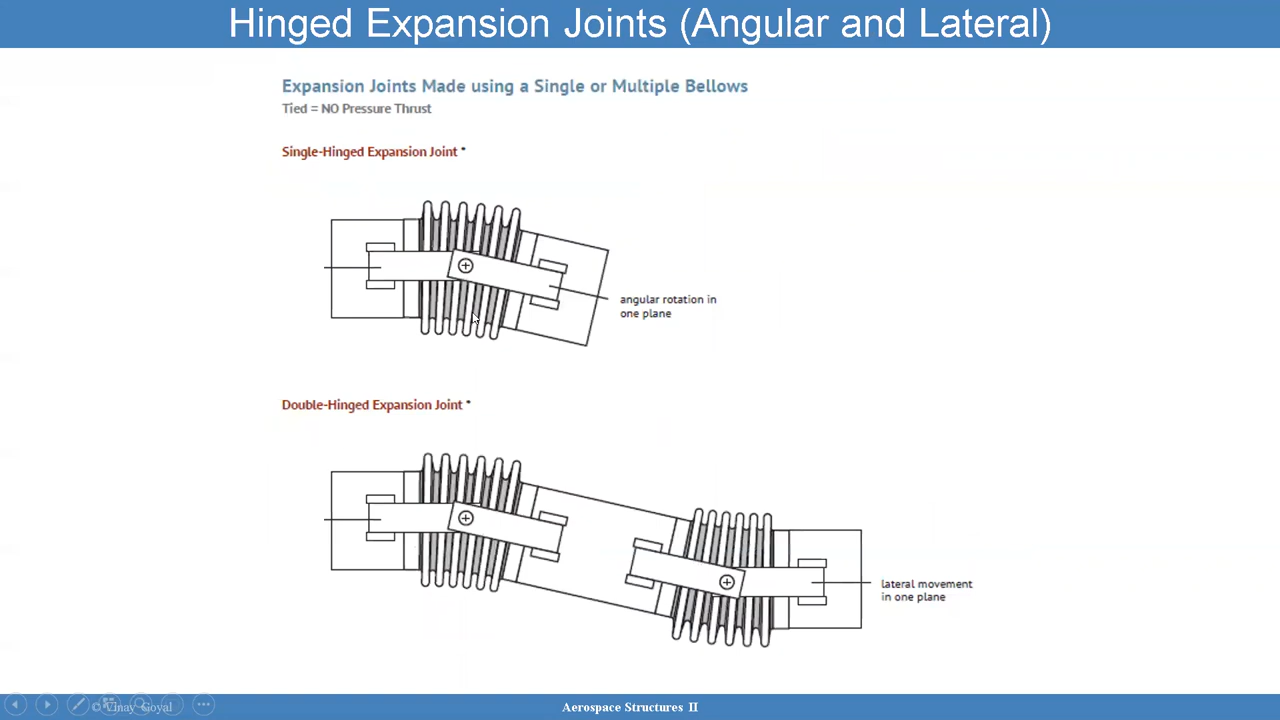 Hinged Expansion Joints (Angular and Lateral)
Expansion Joints Made using a Single or Multiple Bellows
Tied = NO Pressure Thrust
Single-Hinged Expansion Joint *
angular rotation in
one plane
Double-Hinged Expansion Joint *
lateral movement
in one plane
© Vinay Goyal
Aerospace Structures II